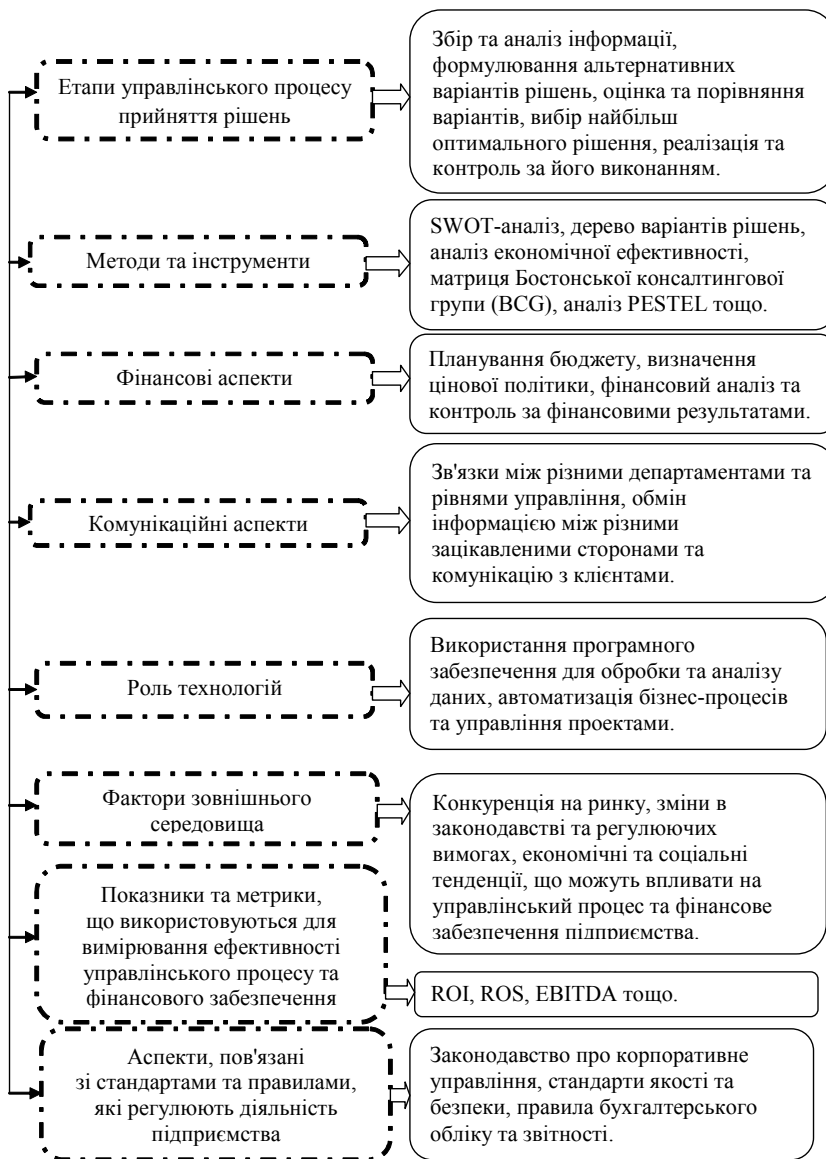 Етапи управлінського процесу
прийняття рішень
Збір та аналіз інформації,
формулювання альтернативних
варіантів рішень, оцінка та порівняння
варіантів, вибір найбільш
оптимального рішення, реалізація та
контроль за його виконанням.
Методи та інструменти
SWOT-аналіз, дерево варіантів рішень,
аналіз економічної ефективності,
матриця Бостонської консалтингової
групи (BCG), аналіз PESTEL тощо.
Фінансові аспекти
Планування бюджету, визначення
цінової політики, фінансовий аналіз та
контроль за фінансовими результатами.
Комунікаційні аспекти
Зв'язки між різними департаментами та
рівнями управління, обмін
інформацією між різними
зацікавленими сторонами та
комунікацію з клієнтами.
Роль технологій
Використання програмного
забезпечення для обробки та аналізу
даних, автоматизація бізнес-процесів
та управління проектами.
Фактори зовнішнього
середовища
Конкуренція на ринку, зміни в
законодавстві та регулюючих
вимогах, економічні та соціальні
тенденції, що можуть впливати на
управлінський процес та фінансове
забезпечення підприємства.
Показники та метрики,
що використовуються для
вимірювання ефективності
управлінського процесу та
фінансового забезпечення
ROI, ROS, EBITDA тощо.
Аспекти, пов'язані
зі стандартами та правилами,
які регулюють діяльність
підприємства
Законодавство про корпоративне
управління, стандарти якості та
безпеки, правила бухгалтерського
обліку та звітності.